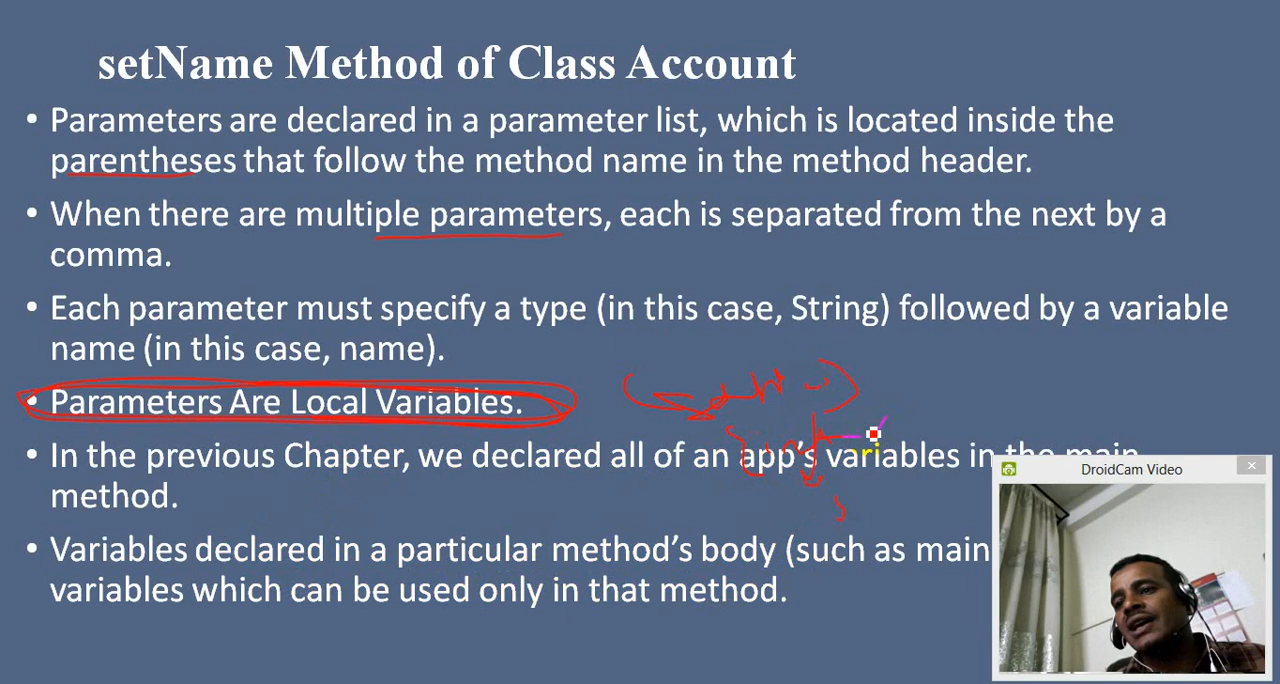 setName Method of Class Account
• Parameters are declared in a parameter list, which is located inside the
parentheses that follow the method name in the method header.
• When there are multiple parameters, each is separated from the next by a
comma.
• Each parameter must specify a type (in this case, String) followed by a variable
name (in this case, name).
• Parameters Are Local Variables.
• In the previous Chapter, we declared all of an app's variables in the main
method.
DroidCam Video
• Variables declared in a particular method's body (such as main
variables which can be used only in that method.